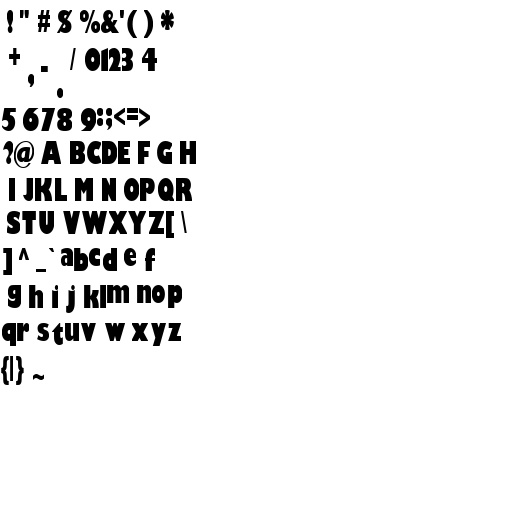 ! " # $ %&'( ) *
+ , - . / 0123 4
5 678 9:;<=>
?@ A BCDE F G H
I JKL M N OPQR
STU VWXYZ[ \
] ^ _`abcd e f
g h i j klm nop
qr stuv w xyz
{|} ~